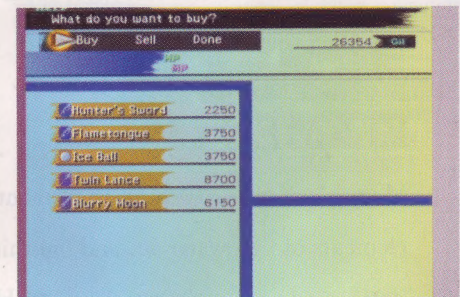 What do you want to buy?
Buy Sell Done 26354 Gil
HP
MP
Hunter's Sword 2250
Flametongue 3750
Ice Ball 3750
Twin Lance 8700
Blurry Moon 6150